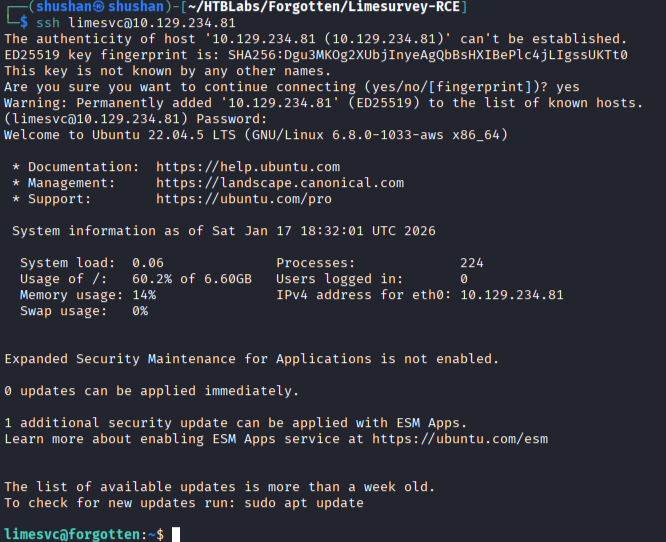 ┌──(shushan㉿shushan)-[~/HTBLabs/Forgotten/Limesurvey-RCE]
└─$ ssh limesvc@10.129.234.81
The authenticity of host '10.129.234.81 (10.129.234.81)' can't be established.
ED25519 key fingerprint is: SHA256:Dgu3MKOg2XUbjInyeAgQbBsHXIBePlc4jLIgssUKTt0
This key is not known by any other names.
Are you sure you want to continue connecting (yes/no/[fingerprint])? yes
Warning: Permanently added '10.129.234.81' (ED25519) to the list of known hosts.
(limesvc@10.129.234.81) Password:
Welcome to Ubuntu 22.04.5 LTS (GNU/Linux 6.8.0-1033-aws x86_64)
* Documentation:  https://help.ubuntu.com
* Management:     https://landscape.canonical.com
* Support:        https://ubuntu.com/pro
System information as of Sat Jan 17 18:32:01 UTC 2026
System load:  0.06              Processes:             224
Usage of /:   60.2% of 6.60GB   Users logged in:       0
Memory usage: 14%               IPv4 address for eth0: 10.129.234.81
Swap usage:   0%
Expanded Security Maintenance for Applications is not enabled.
0 updates can be applied immediately.
1 additional security update can be applied with ESM Apps.
Learn more about enabling ESM Apps service at https://ubuntu.com/esm
The list of available updates is more than a week old.
To check for new updates run: sudo apt update
limesvc@forgotten:~$